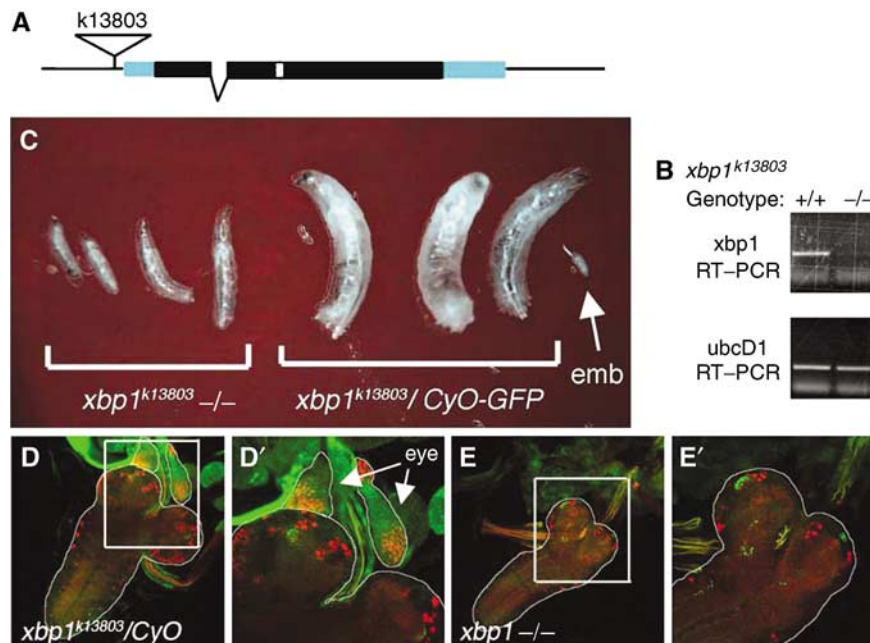 A
k13803
C
xbp1k13803 –/–
xbp1k13803/ CyO-GFP
emb
B xbp1k13803
Genotype: +/+ –/–
xbp1
RT–PCR
ubcD1
RT–PCR
D
xbp1k13803/CyO
D′
eye
E
xbp1 –/–
E′